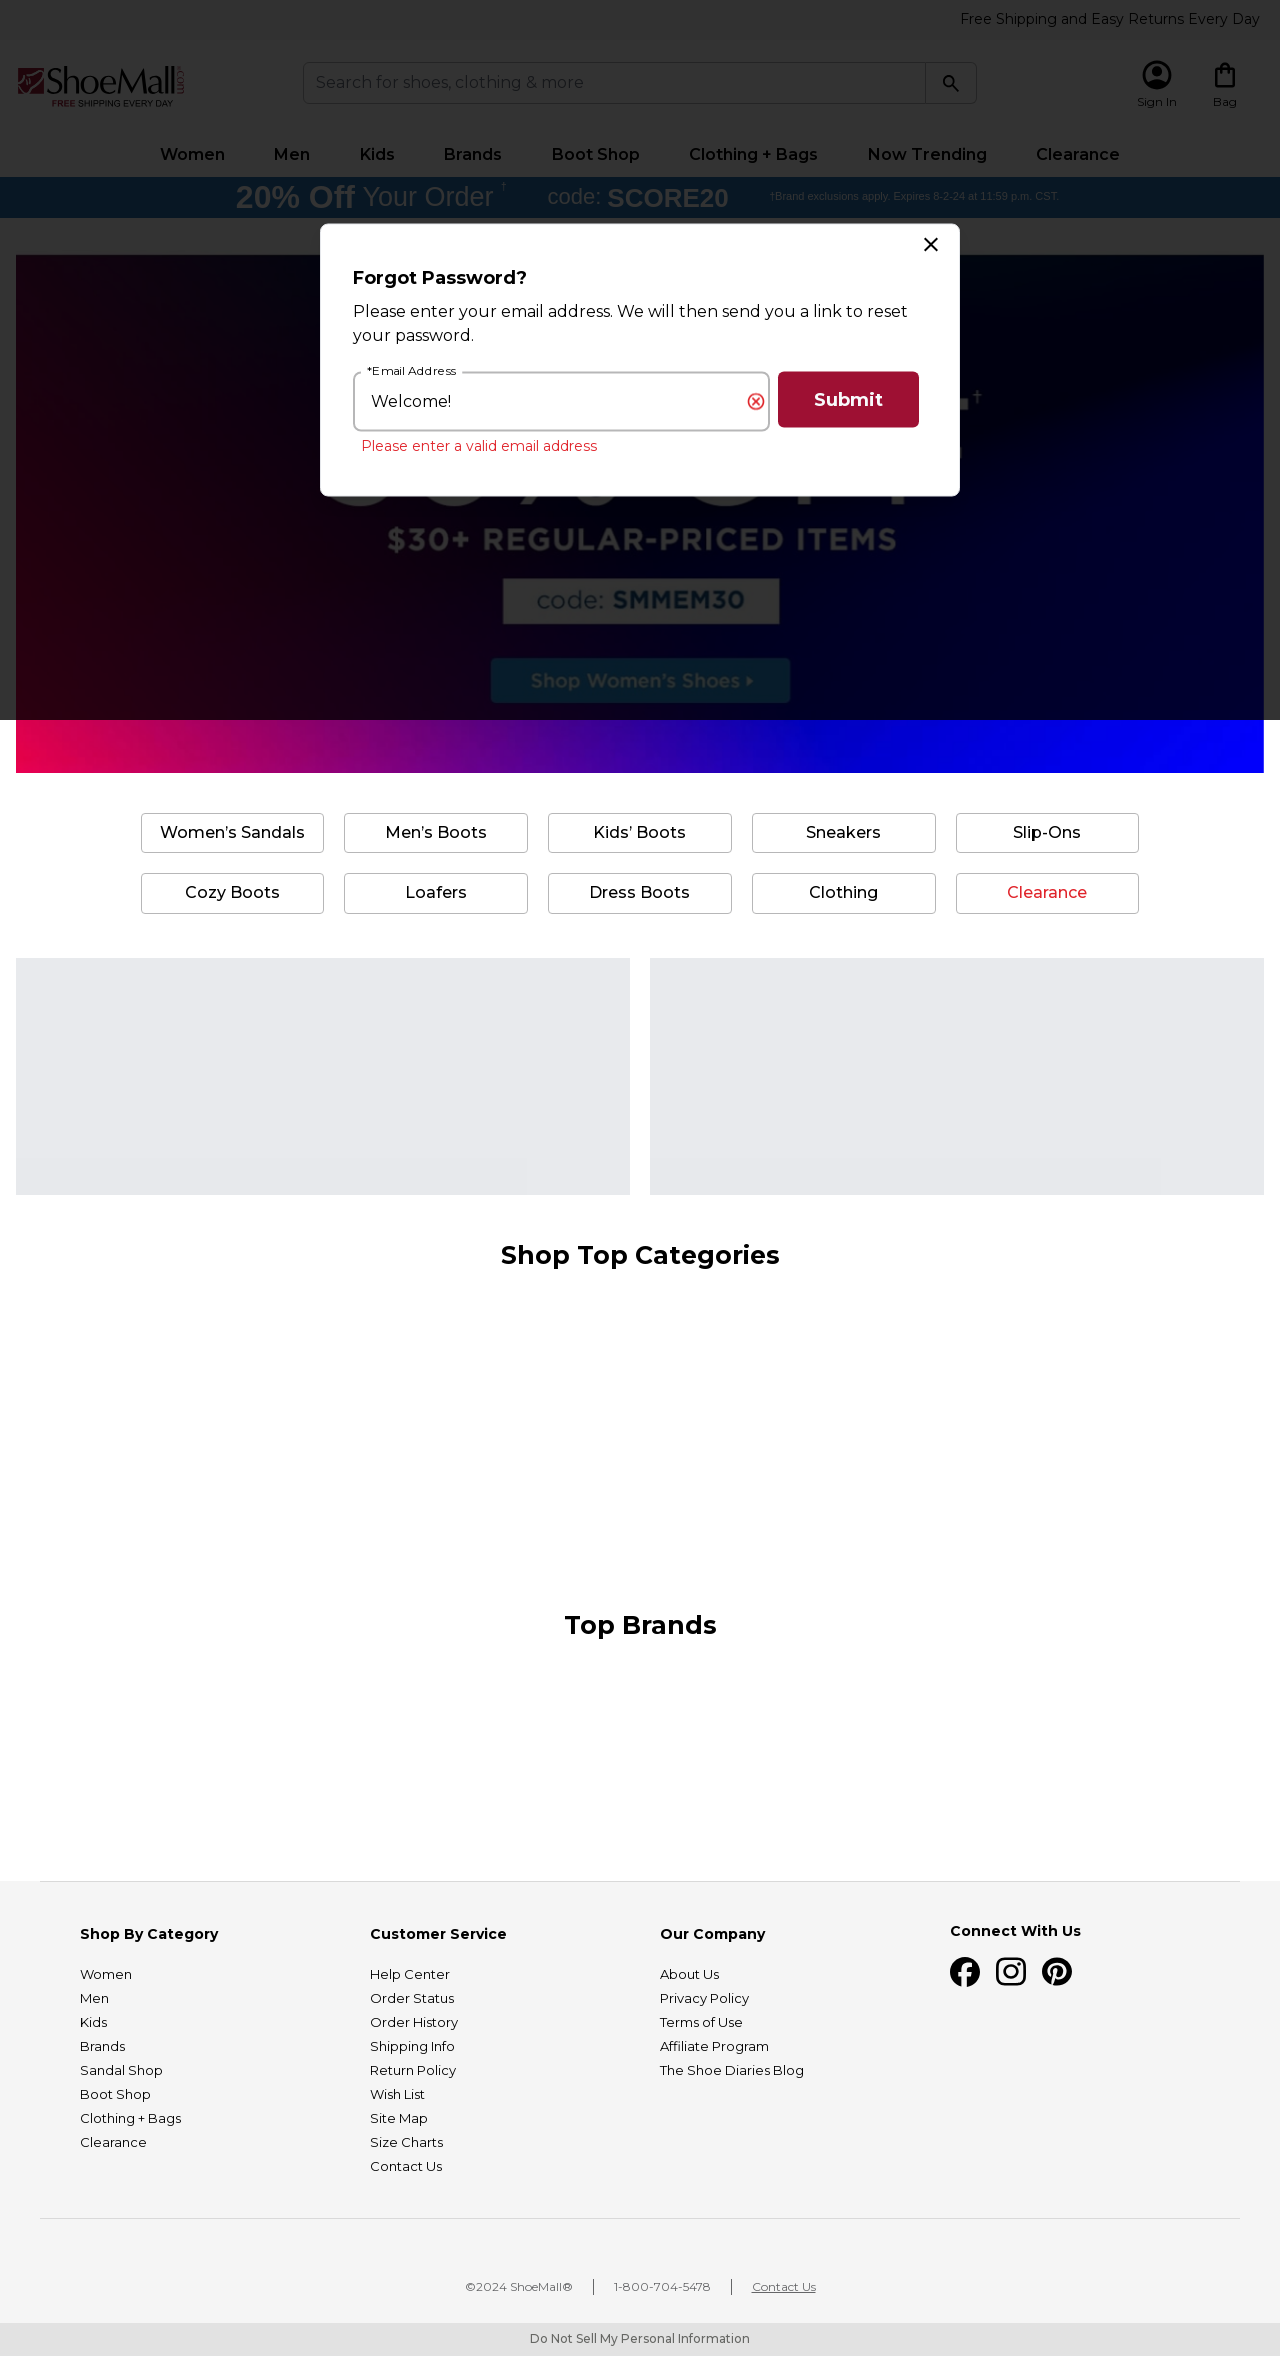 Free Shipping and Easy Returns Every Day
ShoeMall.com
FREE SHIPPING EVERY DAY
Search for shoes, clothing & more
Sign In
Bag
Women
Men
Kids
Brands
Boot Shop
Clothing + Bags
Now Trending
Clearance
20% Off Your Order † code: SCORE20 †Brand exclusions apply. Expires 8-2-24 at 11:59 p.m. CST.
Forgot Password?
Please enter your email address. We will then send you a link to reset
your password.
*Email Address
Welcome!
Submit
Please enter a valid email address
†
$30+ REGULAR-PRICED ITEMS
code: SMMEM30
Shop Women's Shoes
Women’s Sandals
Men’s Boots
Kids’ Boots
Sneakers
Slip-Ons
Cozy Boots
Loafers
Dress Boots
Clothing
Clearance
Shop Top Categories
Top Brands
Shop By Category
Women
Men
Kids
Brands
Sandal Shop
Boot Shop
Clothing + Bags
Clearance
Customer Service
Help Center
Order Status
Order History
Shipping Info
Return Policy
Wish List
Site Map
Size Charts
Contact Us
Our Company
About Us
Privacy Policy
Terms of Use
Affiliate Program
The Shoe Diaries Blog
Connect With Us
©2024 ShoeMall®
1-800-704-5478
Contact Us
Do Not Sell My Personal Information